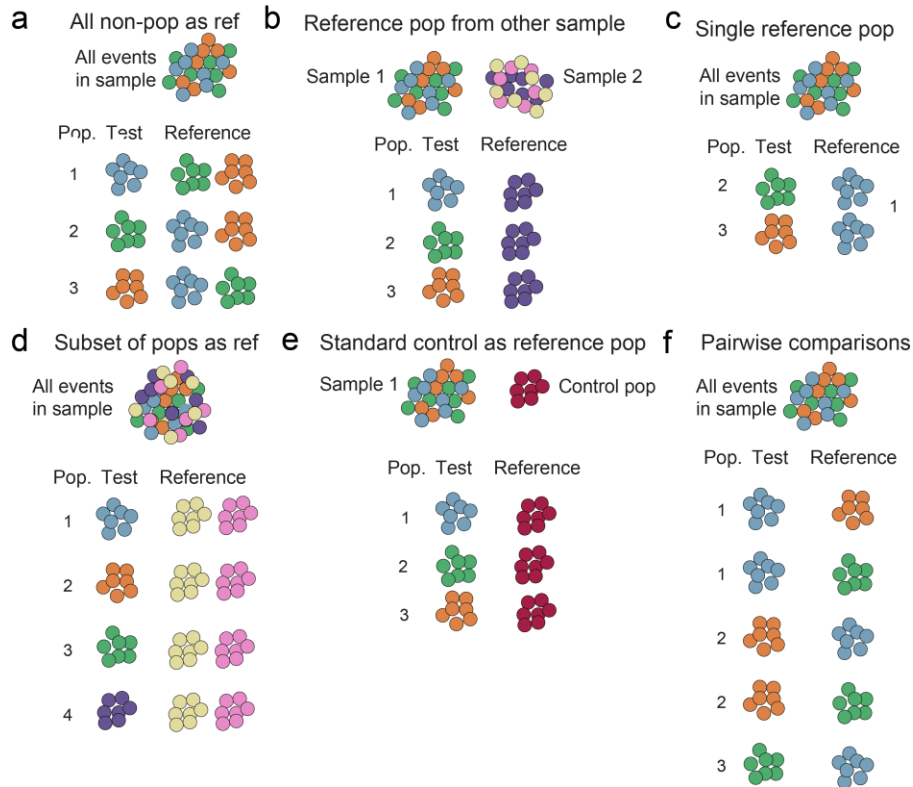 a All non-pop as ref
All events
in sample
Pop. Test Reference
1
2
3
b Reference pop from other sample
Sample 1 Sample 2
Pop. Test Reference
1
2
3
c Single reference pop
All events
in sample
Pop. Test Reference
2
1
3
d Subset of pops as ref
All events
in sample
Pop. Test Reference
1
2
3
4
e Standard control as reference pop
Sample 1 Control pop
Pop. Test Reference
1
2
3
f Pairwise comparisons
All events
in sample
Pop. Test Reference
1
1
2
2
3